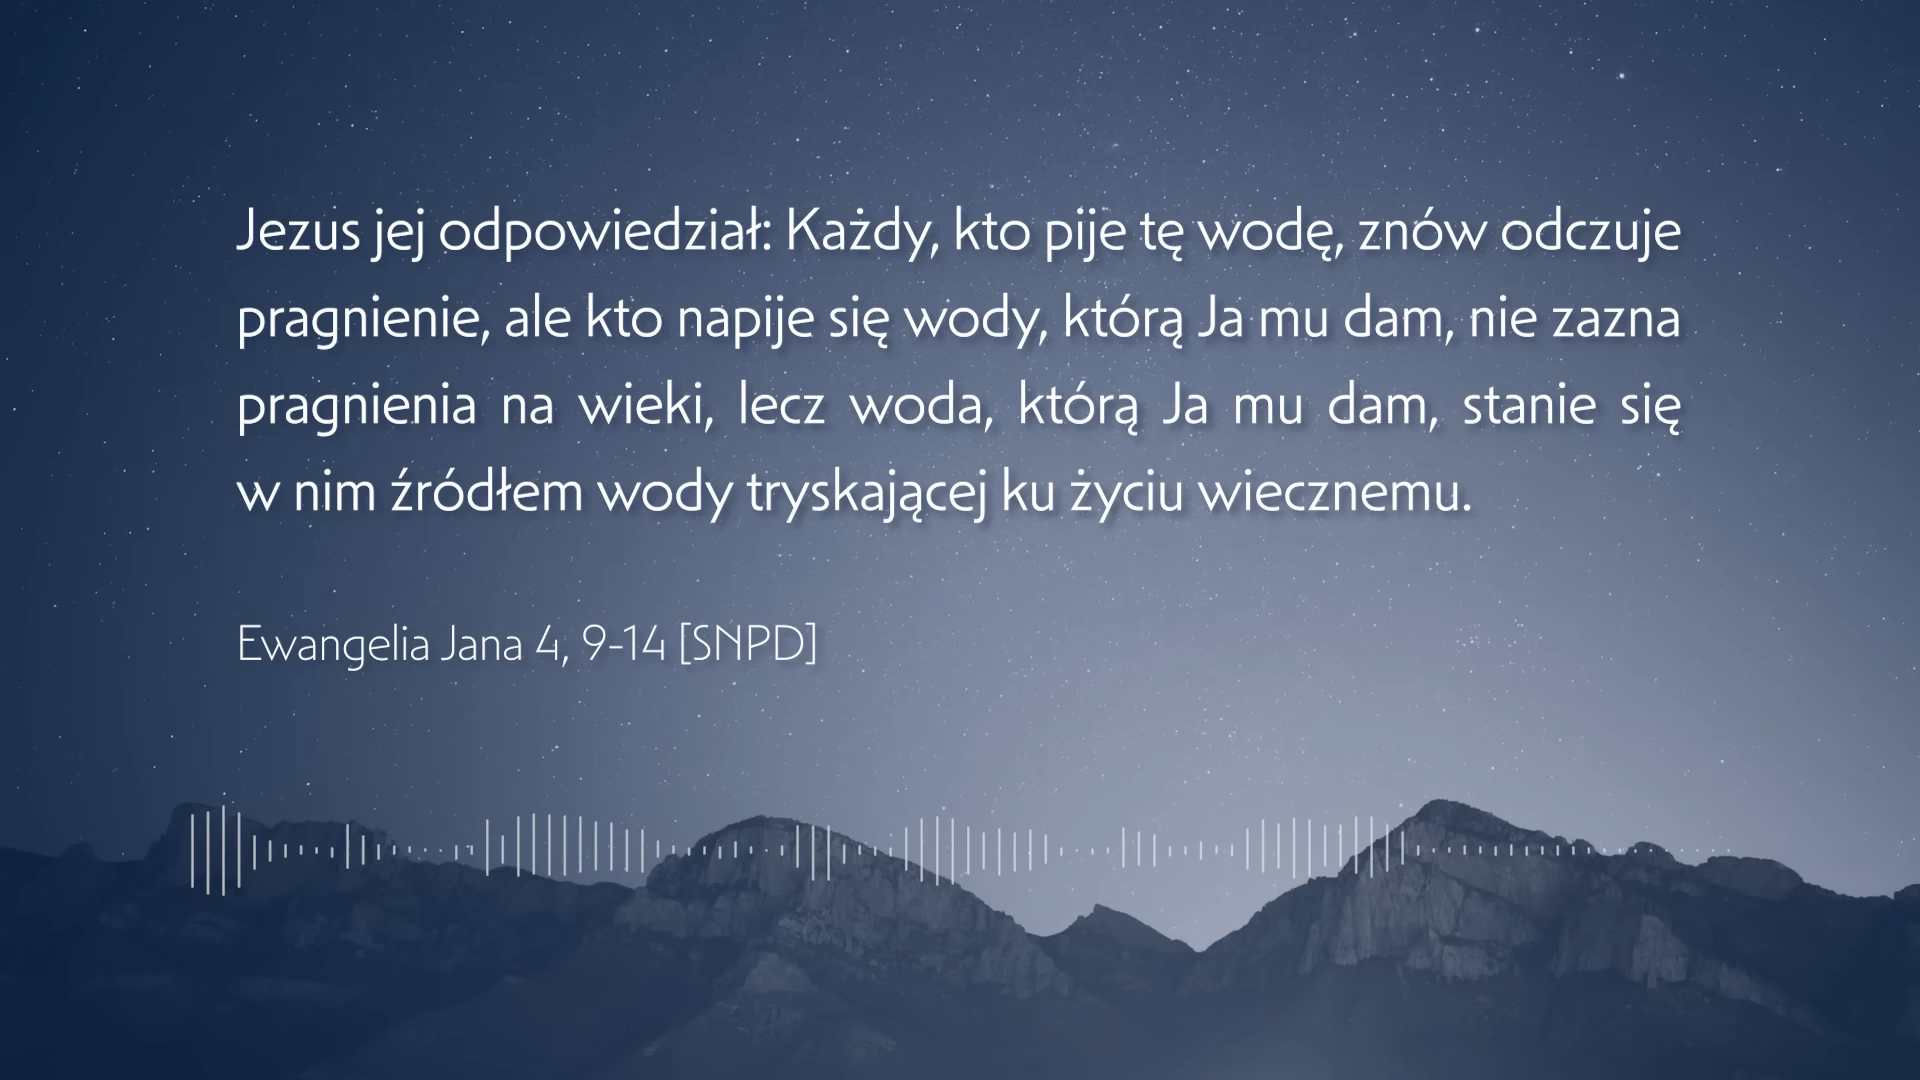 Jezus jej odpowiedział: Każdy, kto pije tę wodę, znów odczuje
pragnienie, ale kto napije się wody, którą Ja mu dam, nie zazna
pragnienia na wieki, lecz woda, którą Ja mu dam, stanie się
w nim źródłem wody tryskającej ku życiu wiecznemu.
Ewangelia Jana 4, 9-14 [SNPD]